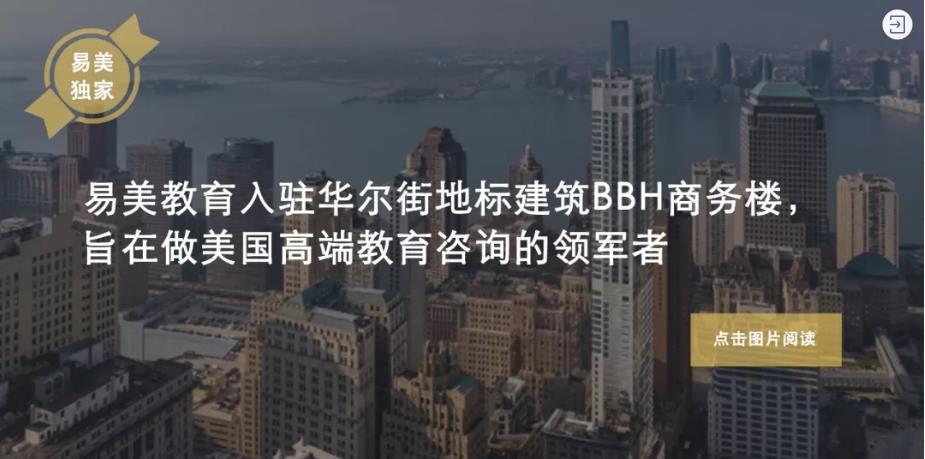 易美
独家
易美教育入驻华尔街地标建筑BBH商务楼，
旨在做美国高端教育咨询的领军者
点击图片阅读